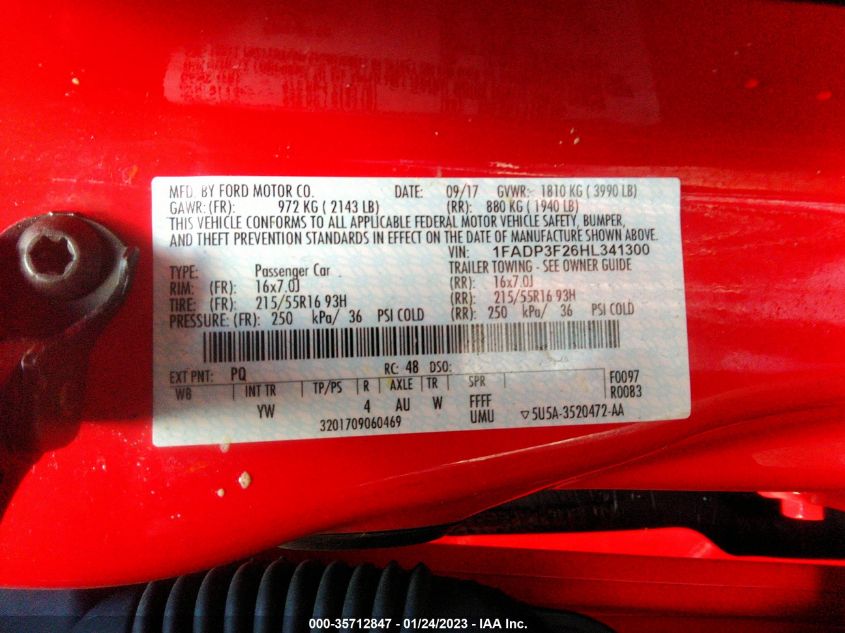 MFD. BY FORD MOTOR CO. DATE: 09/17 GVWR: 1810 KG ( 3990 LB)
GAWR:(FR): 972 KG ( 2143 LB) (RR): 880 KG ( 1940 LB)
THIS VEHICLE CONFORMS TO ALL APPLICABLE FEDERAL MOTOR VEHICLE SAFETY, BUMPER,
AND THEFT PREVENTION STANDARDS IN EFFECT ON THE DATE OF MANUFACTURE SHOWN ABOVE.
VIN: 1FADP3F26HL341300
TYPE: Passenger Car TRAILER TOWING - SEE OWNER GUIDE
RIM: (FR): 16x7.0J (RR): 16x7.0J
TIRE: (FR): 215/55R16 93H (RR): 215/55R16 93H
PRESSURE: (FR): 250 kPa/ 36 PSI COLD (RR): 250 kPa/ 36 PSI COLD
EXT PNT: PQ RC: 48 DSO: F0097
WB INT TR TP/PS R AXLE TR SPR R0083
YW 4 AU W FFFF
3201709060469 UMU ▽5U5A-3520472-AA
000-35712847 - 01/24/2023 - IAA Inc.